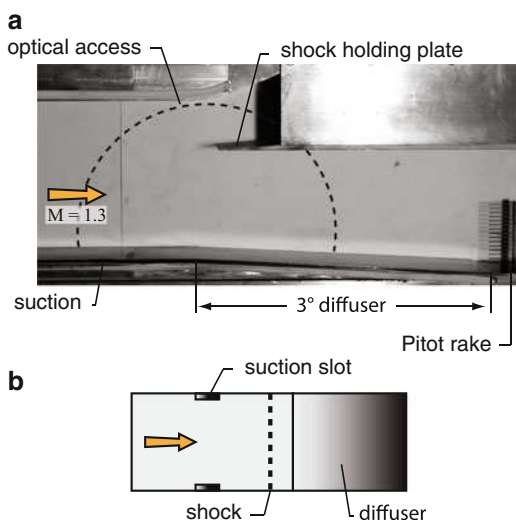 a
optical access
shock holding plate
M = 1.3
suction
3° diffuser
Pitot rake
b
suction slot
shock
diffuser